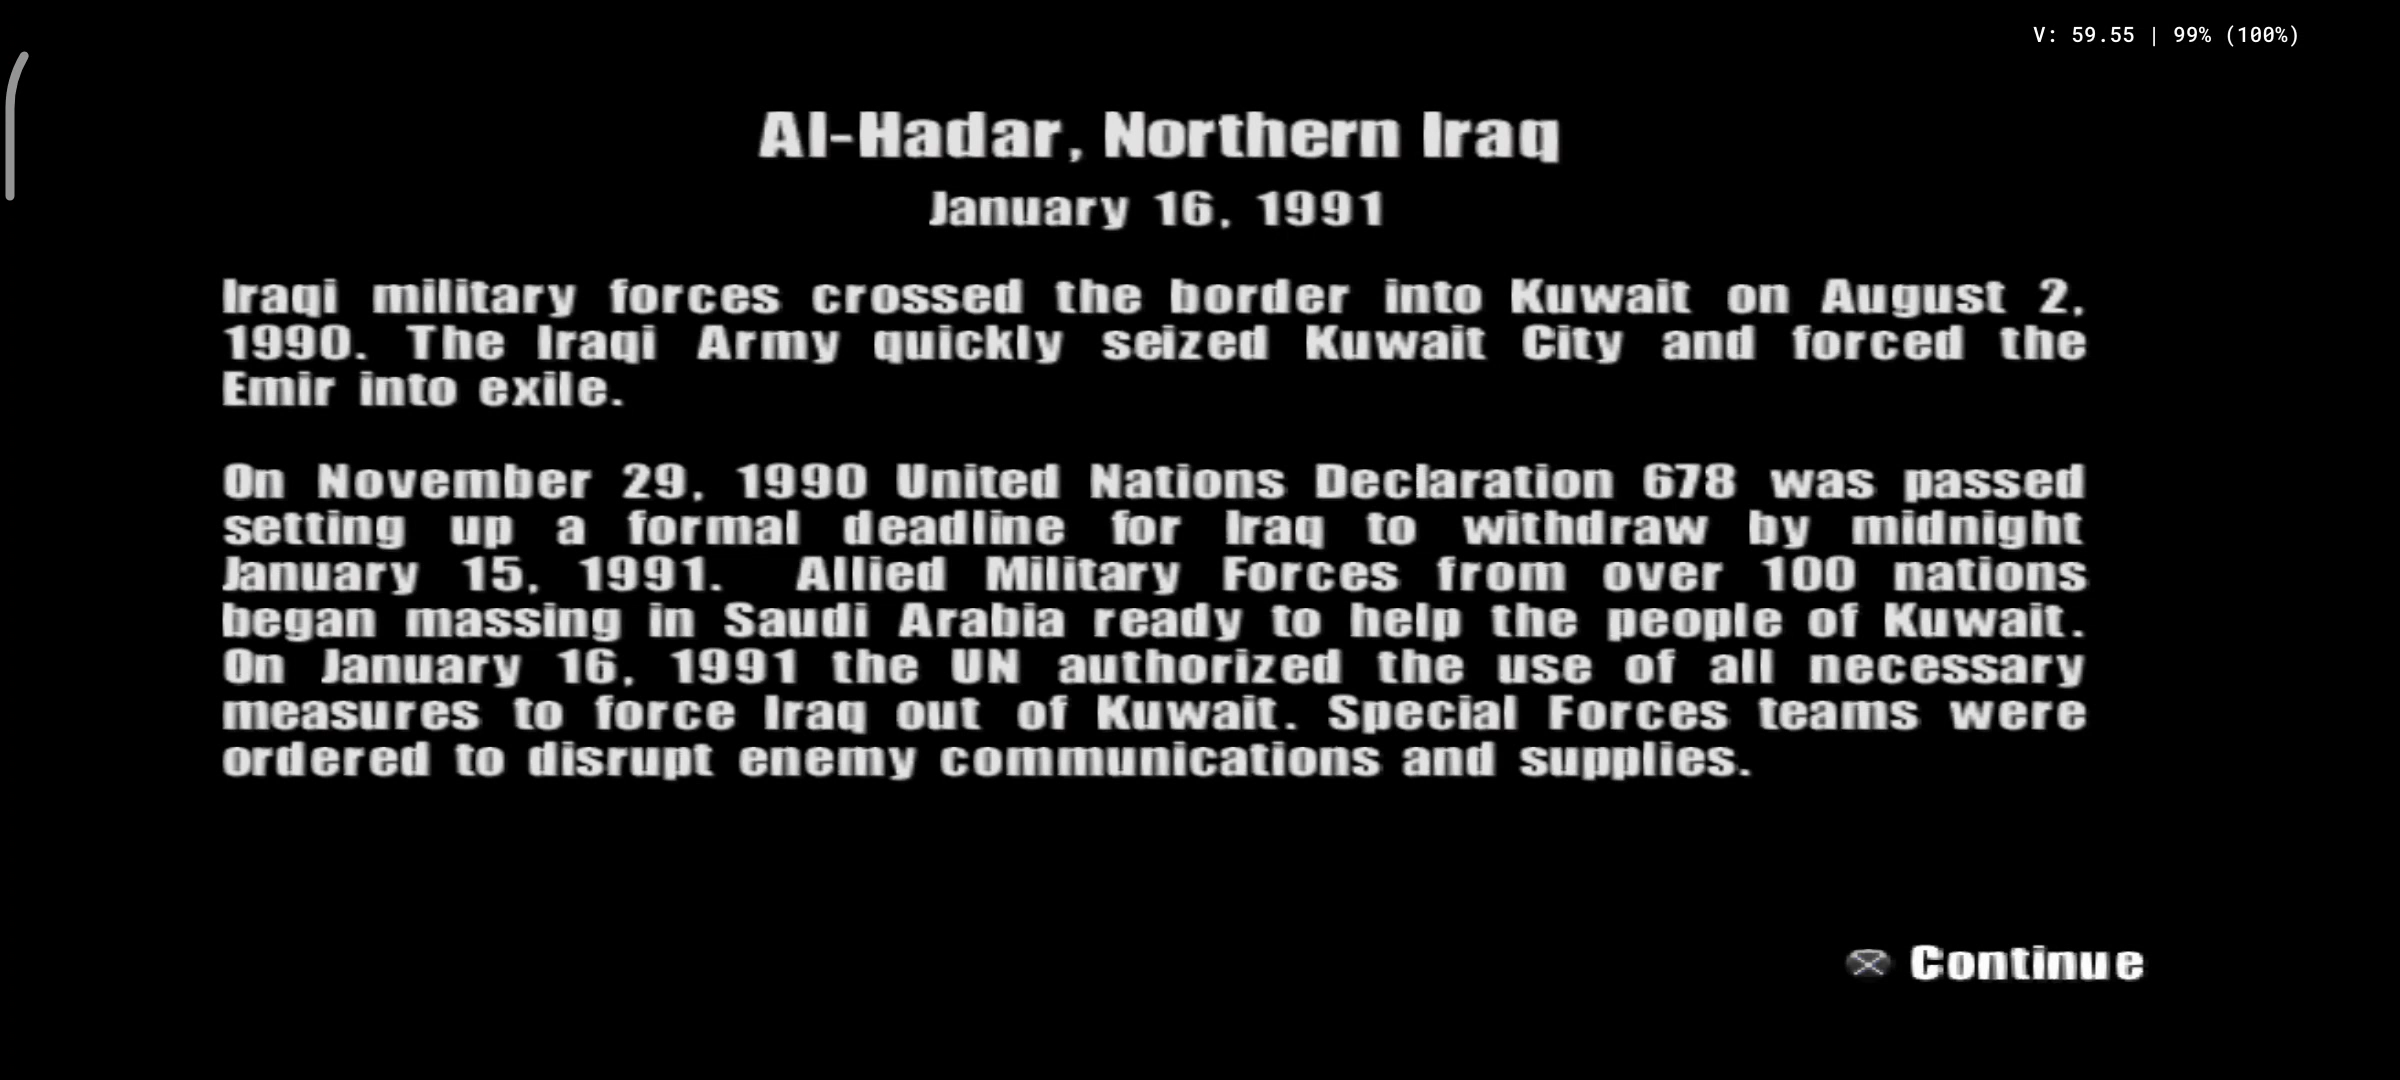 V: 59.55 | 99% (100%)
Al-Hadar, Northern Iraq
January 16, 1991
Iraqi military forces crossed the border into Kuwait on August 2,
1990. The Iraqi Army quickly seized Kuwait City and forced the
Emir into exile.
On November 29, 1990 United Nations Declaration 678 was passed
setting up a formal deadline for Iraq to withdraw by midnight
January 15, 1991. Allied Military Forces from over 100 nations
began massing in Saudi Arabia ready to help the people of Kuwait.
On January 16, 1991 the UN authorized the use of all necessary
measures to force Iraq out of Kuwait. Special Forces teams were
ordered to disrupt enemy communications and supplies.
Continue